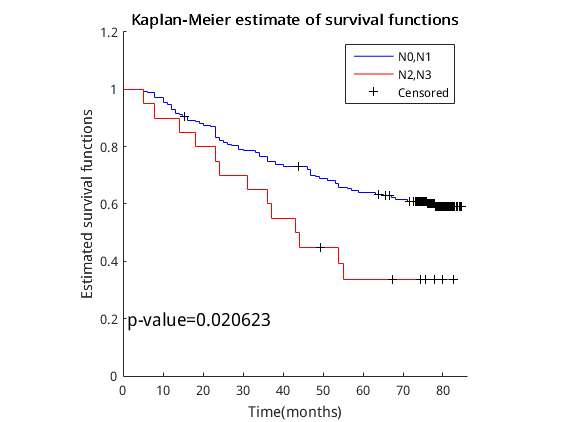 Kaplan-Meier estimate of survival functions
1.2
N0,N1
N2,N3
Censored
1
0.8
0.6
0.4
0.2
0
Estimated survival functions
p-value=0.020623
0 10 20 30 40 50 60 70 80
Time(months)